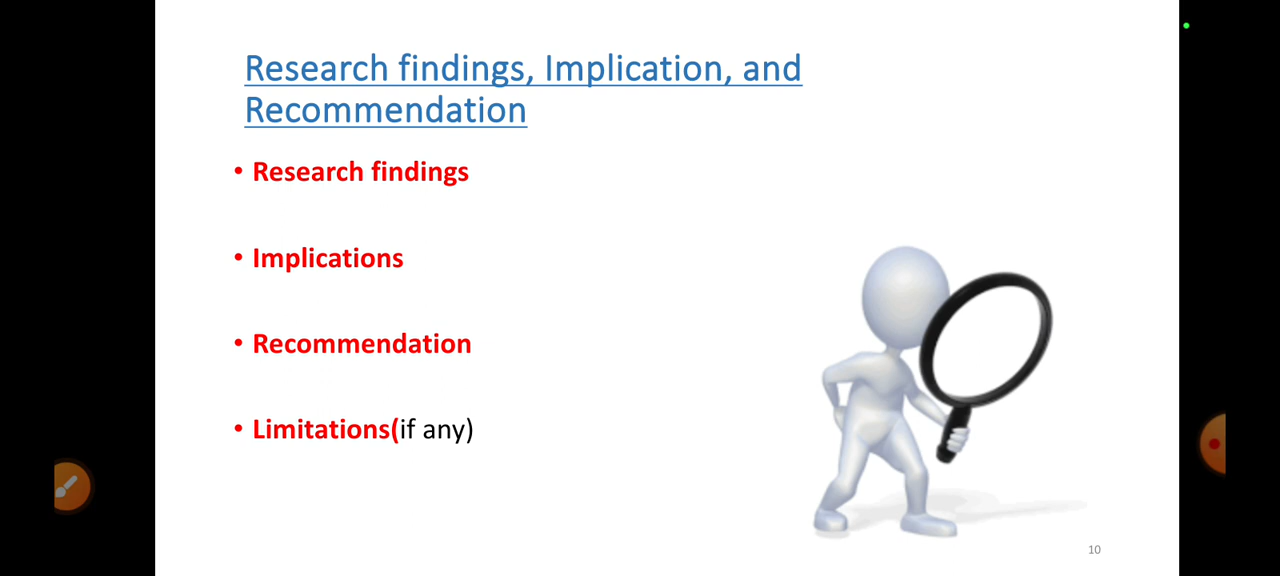 Research findings, Implication, and
Recommendation
• Research findings
• Implications
• Recommendation
• Limitations(if any)
10